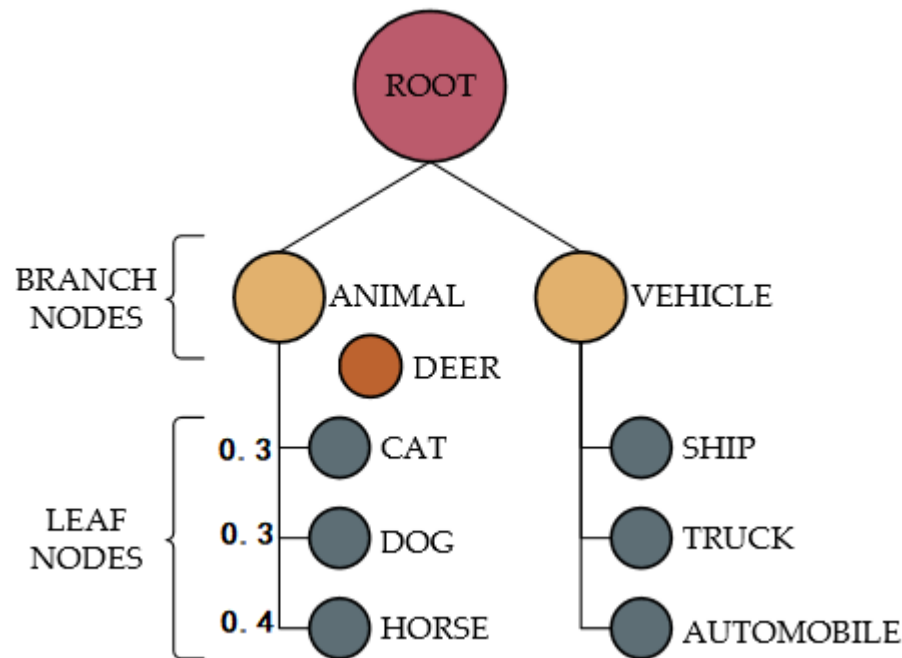 ROOT
BRANCH
NODES
ANIMAL
VEHICLE
DEER
0.3
CAT
SHIP
LEAF
NODES
0.3
DOG
TRUCK
0.4
HORSE
AUTOMOBILE